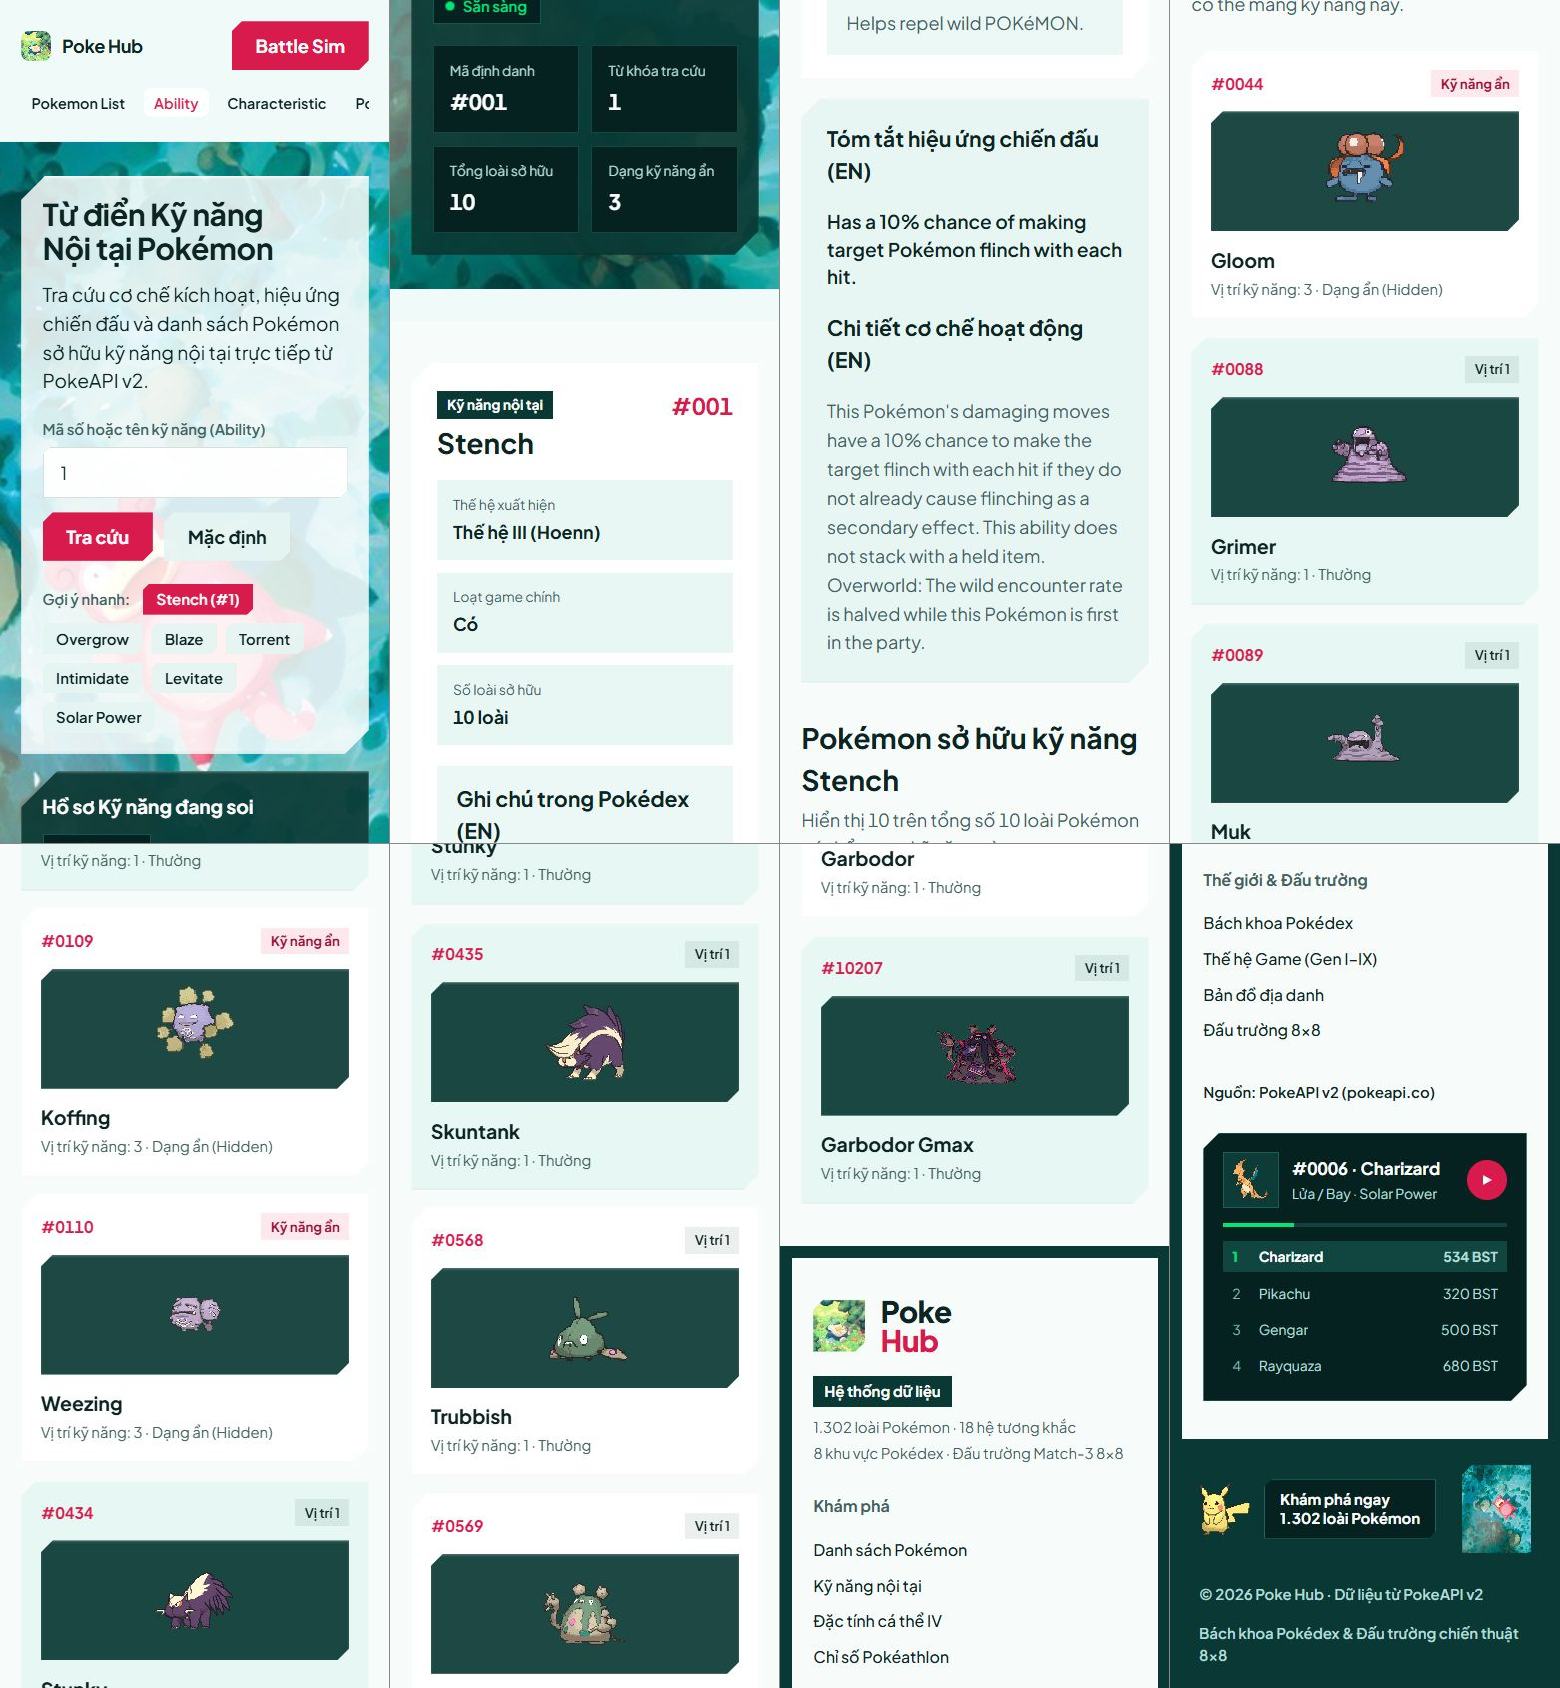 Poke Hub
Battle Sim
Pokemon List
Ability
Characteristic
Từ điển Kỹ năng
Nội tại Pokémon
Tra cứu cơ chế kích hoạt, hiệu ứng
chiến đấu và danh sách Pokémon
sở hữu kỹ năng nội tại trực tiếp từ
PokeAPI v2.
Mã số hoặc tên kỹ năng (Ability)
1
Tra cứu
Mặc định
Gợi ý nhanh:
Stench (#1)
Overgrow
Blaze
Torrent
Intimidate
Levitate
Solar Power
Hồ sơ Kỹ năng đang soi
Sẵn sàng
Mã định danh
#001
Từ khóa tra cứu
1
Tổng loài sở hữu
10
Dạng kỹ năng ẩn
3
Kỹ năng nội tại
#001
Stench
Thế hệ xuất hiện
Thế hệ III (Hoenn)
Loạt game chính
Có
Số loài sở hữu
10 loài
Ghi chú trong Pokédex
(EN)
Helps repel wild POKéMON.
Tóm tắt hiệu ứng chiến đấu
(EN)
Has a 10% chance of making
target Pokémon flinch with each
hit.
Chi tiết cơ chế hoạt động
(EN)
This Pokémon's damaging moves
have a 10% chance to make the
target flinch with each hit if they do
not already cause flinching as a
secondary effect. This ability does
not stack with a held item.
Overworld: The wild encounter rate
is halved while this Pokémon is first
in the party.
Pokémon sở hữu kỹ năng
Stench
Hiển thị 10 trên tổng số 10 loài Pokémon
có thể mang kỹ năng này.
#0044
Kỹ năng ẩn
Gloom
Vị trí kỹ năng: 3 · Dạng ẩn (Hidden)
#0088
Vị trí 1
Grimer
Vị trí kỹ năng: 1 · Thường
#0089
Vị trí 1
Muk
Vị trí kỹ năng: 1 · Thường
#0109
Kỹ năng ẩn
Koffing
Vị trí kỹ năng: 3 · Dạng ẩn (Hidden)
#0110
Kỹ năng ẩn
Weezing
Vị trí kỹ năng: 3 · Dạng ẩn (Hidden)
#0434
Vị trí 1
Stunky
Vị trí kỹ năng: 1 · Thường
#0435
Vị trí 1
Skuntank
Vị trí kỹ năng: 1 · Thường
#0568
Vị trí 1
Trubbish
Vị trí kỹ năng: 1 · Thường
#0569
Vị trí 1
Garbodor
Vị trí kỹ năng: 1 · Thường
#10207
Vị trí 1
Garbodor Gmax
Vị trí kỹ năng: 1 · Thường
Poke
Hub
Hệ thống dữ liệu
1.302 loài Pokémon · 18 hệ tương khắc
8 khu vực Pokédex · Đấu trường Match-3 8×8
Khám phá
Danh sách Pokémon
Kỹ năng nội tại
Đặc tính cá thể IV
Chỉ số Pokéathlon
Thế giới & Đấu trường
Bách khoa Pokédex
Thế hệ Game (Gen I–IX)
Bản đồ địa danh
Đấu trường 8×8
Nguồn: PokeAPI v2 (pokeapi.co)
#0006 · Charizard
Lửa / Bay · Solar Power
1 Charizard 534 BST
2 Pikachu 320 BST
3 Gengar 500 BST
4 Rayquaza 680 BST
Khám phá ngay
1.302 loài Pokémon
© 2026 Poke Hub · Dữ liệu từ PokeAPI v2
Bách khoa Pokédex & Đấu trường chiến thuật
8×8